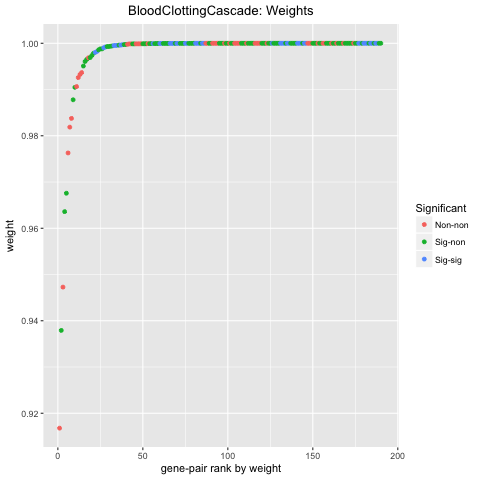 BloodClottingCascade: Weights
1.00
0.98
0.96
0.94
0.92
weight
0
50
100
150
200
gene-pair rank by weight
Significant
Non-non
Sig-non
Sig-sig